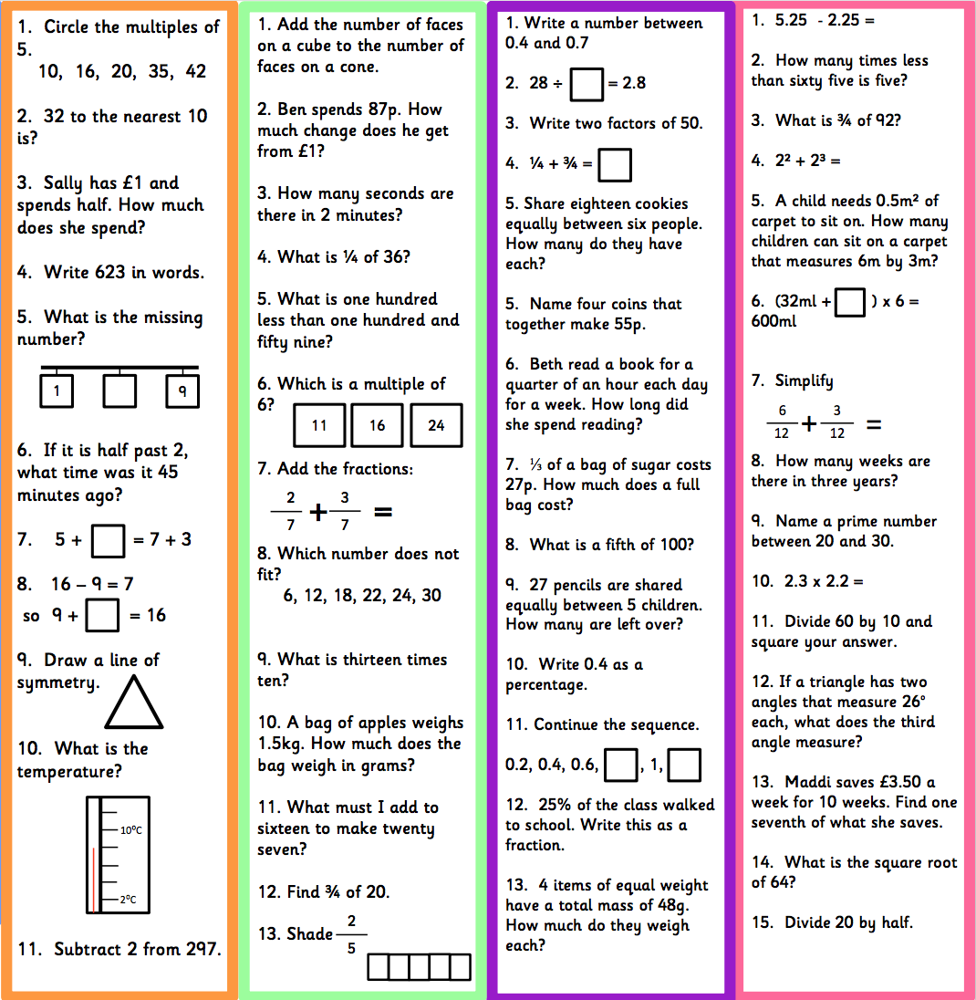 1. Circle the multiples of
5.
10, 16, 20, 35, 42
2. 32 to the nearest 10
is?
3. Sally has £1 and
spends half. How much
does she spend?
4. Write 623 in words.
5. What is the missing
number?
1 9
6. If it is half past 2,
what time was it 45
minutes ago?
7. 5 + = 7 + 3
8. 16 – 9 = 7
so 9 + = 16
9. Draw a line of
symmetry.
10. What is the
temperature?
10°C
2°C
11. Subtract 2 from 297.
1. Add the number of faces
on a cube to the number of
faces on a cone.
2. Ben spends 87p. How
much change does he get
from £1?
3. How many seconds are
there in 2 minutes?
4. What is ¼ of 36?
5. What is one hundred
less than one hundred and
fifty nine?
6. Which is a multiple of
6?
11 16 24
7. Add the fractions:
2/7 + 3/7 =
8. Which number does not
fit?
6, 12, 18, 22, 24, 30
9. What is thirteen times
ten?
10. A bag of apples weighs
1.5kg. How much does the
bag weigh in grams?
11. What must I add to
sixteen to make twenty
seven?
12. Find ¾ of 20.
13. Shade 2/5
1. Write a number between
0.4 and 0.7
2. 28 ÷ = 2.8
3. Write two factors of 50.
4. ¼ + ¾ =
5. Share eighteen cookies
equally between six people.
How many do they have
each?
5. Name four coins that
together make 55p.
6. Beth read a book for a
quarter of an hour each day
for a week. How long did
she spend reading?
7. ⅓ of a bag of sugar costs
27p. How much does a full
bag cost?
8. What is a fifth of 100?
9. 27 pencils are shared
equally between 5 children.
How many are left over?
10. Write 0.4 as a
percentage.
11. Continue the sequence.
0.2, 0.4, 0.6, , 1,
12. 25% of the class walked
to school. Write this as a
fraction.
13. 4 items of equal weight
have a total mass of 48g.
How much do they weigh
each?
1. 5.25 - 2.25 =
2. How many times less
than sixty five is five?
3. What is ¾ of 92?
4. 2² + 2³ =
5. A child needs 0.5m² of
carpet to sit on. How many
children can sit on a carpet
that measures 6m by 3m?
6. (32ml + ) x 6 =
600ml
7. Simplify
6/12 + 3/12 =
8. How many weeks are
there in three years?
9. Name a prime number
between 20 and 30.
10. 2.3 x 2.2 =
11. Divide 60 by 10 and
square your answer.
12. If a triangle has two
angles that measure 26°
each, what does the third
angle measure?
13. Maddi saves £3.50 a
week for 10 weeks. Find one
seventh of what she saves.
14. What is the square root
of 64?
15. Divide 20 by half.